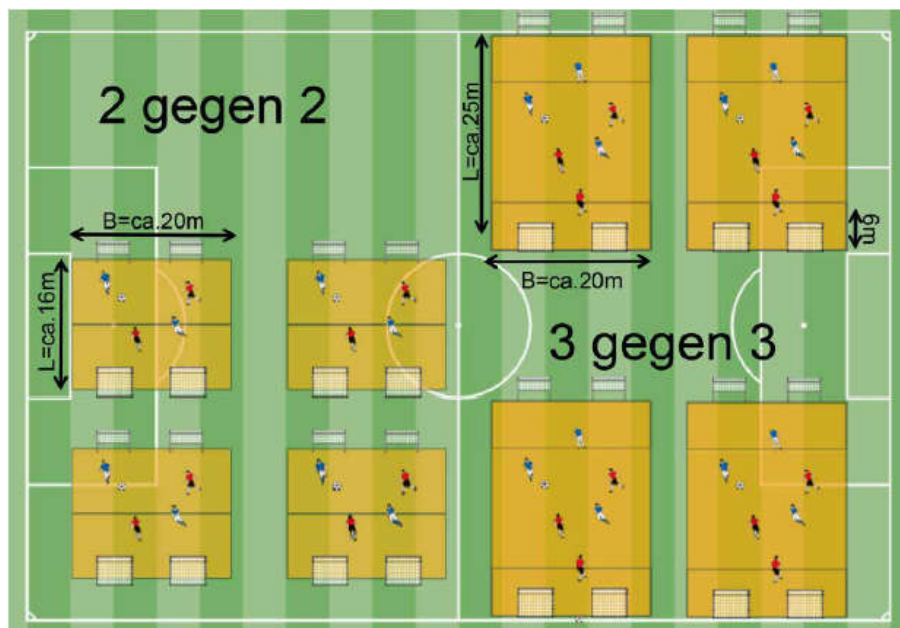 2 gegen 2
L=ca.25m
B=ca.20m
6m
L=ca.16m
B=ca.20m
3 gegen 3